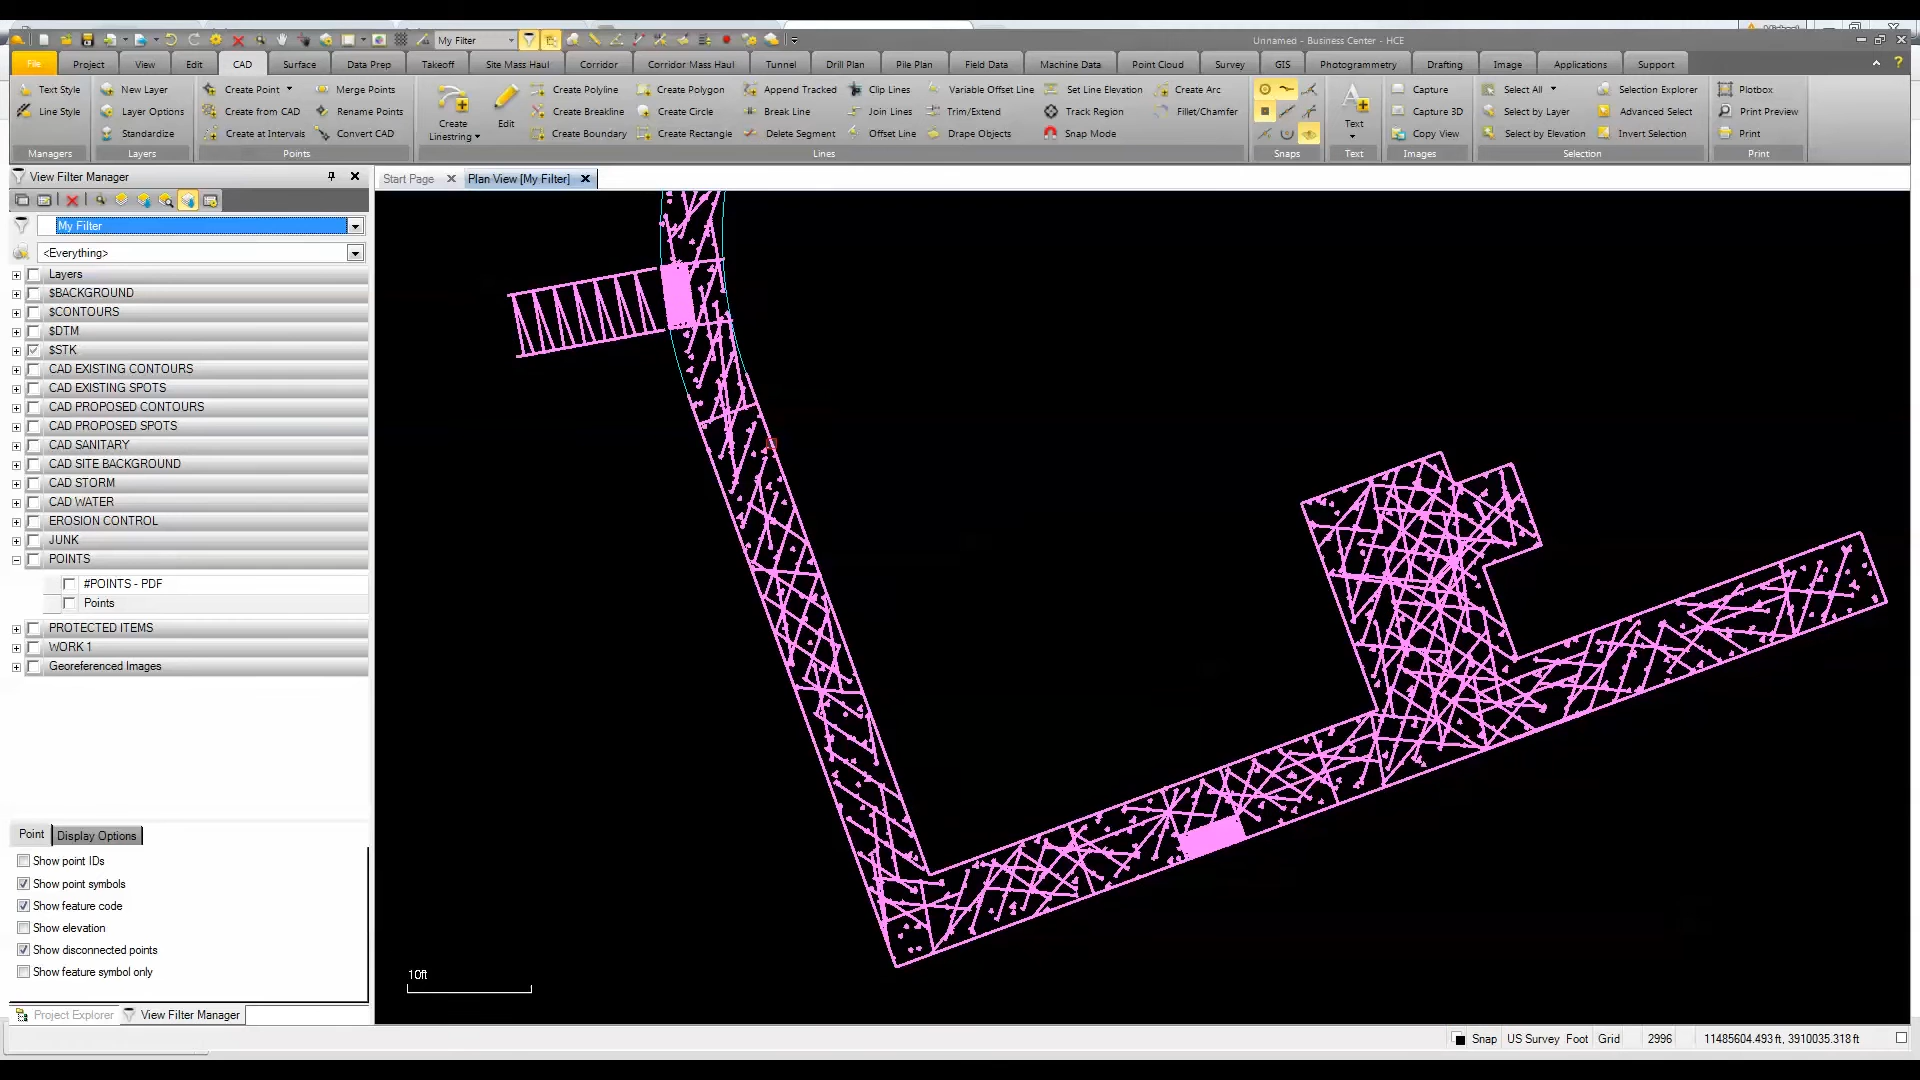 My Filter
Unnamed - Business Center - HCE
File Project View Edit CAD Surface Data Prep Takeoff Site Mass Haul Corridor Corridor Mass Haul Tunnel Drill Plan Pile Plan Field Data Machine Data Point Cloud Survey GIS Photogrammetry Drafting Image Applications Support
Text Style New Layer Create Point Merge Points Create Polyline Create Polygon Append Tracked Clip Lines Variable Offset Line Set Line Elevation Create Arc Capture Select All Selection Explorer Plotbox
Line Style Layer Options Create from CAD Rename Points Create Breakline Create Circle Break Line Join Lines Trim/Extend Track Region Fillet/Chamfer Capture 3D Select by Layer Advanced Select Print Preview
Create Linestring Edit Text
Standardize Create at Intervals Convert CAD Create Boundary Create Rectangle Delete Segment Offset Line Drape Objects Snap Mode Copy View Select by Elevation Invert Selection Print
Managers Layers Points Lines Snaps Text Images Selection Print
View Filter Manager
Start Page Plan View [My Filter]
My Filter
<Everything>
Layers
$BACKGROUND
$CONTOURS
$DTM
$STK
CAD EXISTING CONTOURS
CAD EXISTING SPOTS
CAD PROPOSED CONTOURS
CAD PROPOSED SPOTS
CAD SANITARY
CAD SITE BACKGROUND
CAD STORM
CAD WATER
EROSION CONTROL
JUNK
POINTS
#POINTS - PDF
Points
PROTECTED ITEMS
WORK 1
Georeferenced Images
Point Display Options
Show point IDs
Show point symbols
Show feature code
Show elevation
Show disconnected points
Show feature symbol only
10ft
Project Explorer View Filter Manager
Snap US Survey Foot Grid 2996 11485604.493 ft, 3910035.318 ft